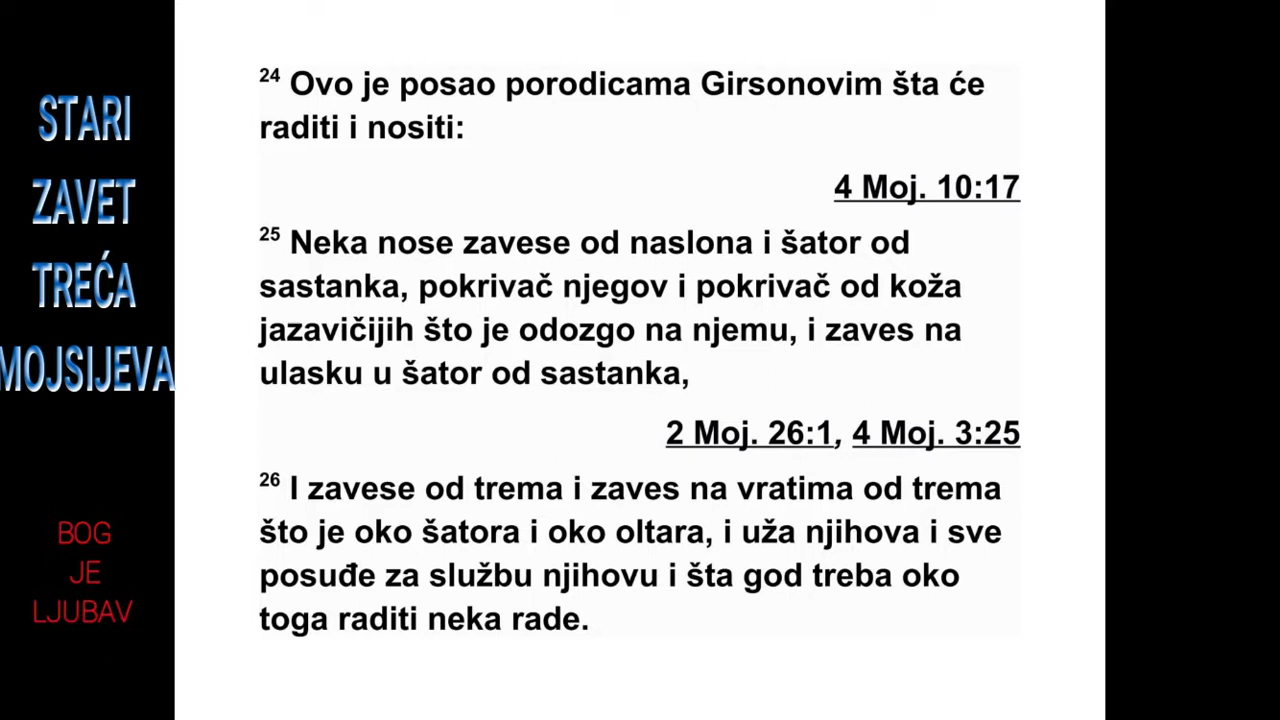 STARI
ZAVET
TREĆA
MOJSIJEVA
BOG
JE
LJUBAV
24 Ovo je posao porodicama Girsonovim šta će
raditi i nositi:
4 Moj. 10:17
25 Neka nose zavese od naslona i šator od
sastanka, pokrivač njegov i pokrivač od koža
jazavičijih što je odozgo na njemu, i zaves na
ulasku u šator od sastanka,
2 Moj. 26:1, 4 Moj. 3:25
26 I zavese od trema i zaves na vratima od trema
što je oko šatora i oko oltara, i uža njihova i sve
posuđe za službu njihovu i šta god treba oko
toga raditi neka rade.